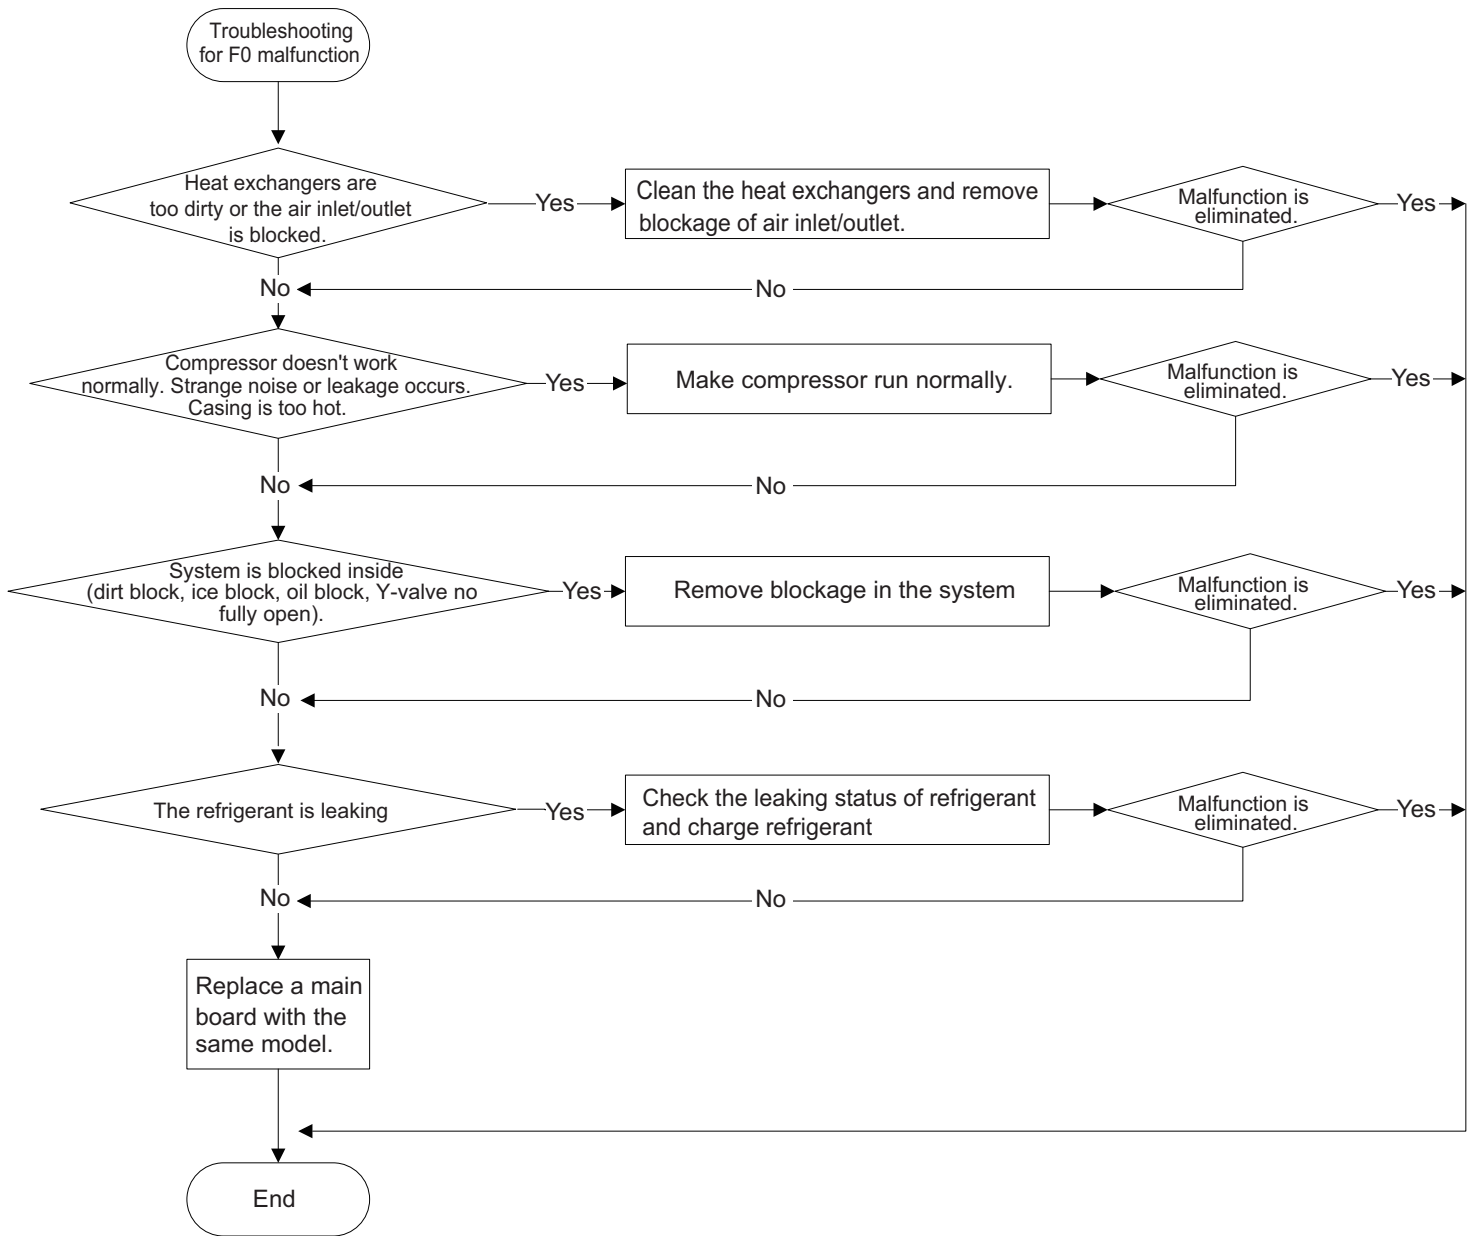 Troubleshooting
for F0 malfunction
Heat exchangers are
too dirty or the air inlet/outlet
is blocked.
Yes
Clean the heat exchangers and remove
blockage of air inlet/outlet.
Malfunction is
eliminated.
Yes
No
No
Compressor doesn't work
normally. Strange noise or leakage occurs.
Casing is too hot.
Yes
Make compressor run normally.
Malfunction is
eliminated.
Yes
No
No
System is blocked inside
(dirt block, ice block, oil block, Y-valve no
fully open).
Yes
Remove blockage in the system
Malfunction is
eliminated.
Yes
No
No
The refrigerant is leaking
Yes
Check the leaking status of refrigerant
and charge refrigerant
Malfunction is
eliminated.
Yes
No
No
Replace a main
board with the
same model.
End